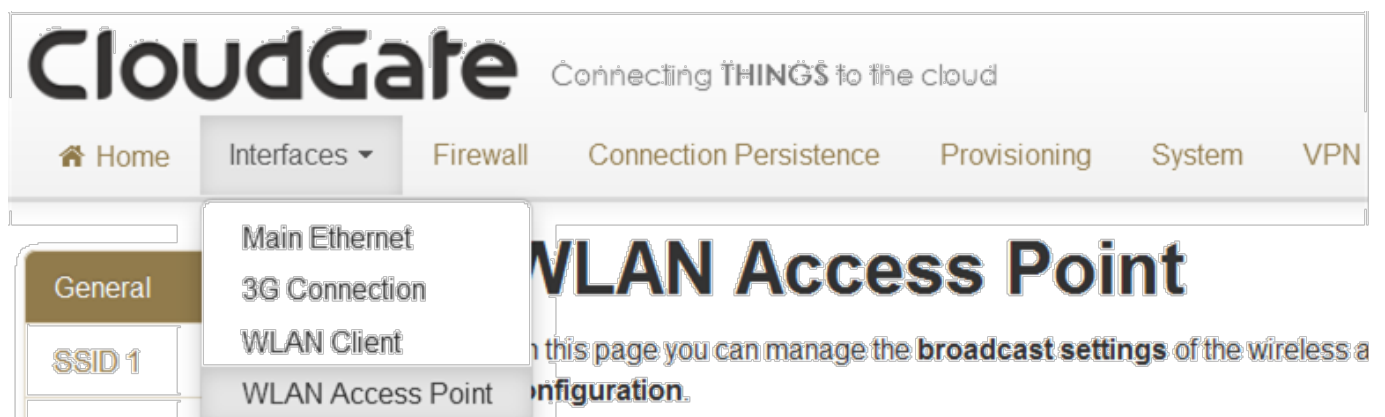 CloudGate Connecting THINGS to the cloud
Home Interfaces Firewall Connection Persistence Provisioning System VPN
Main Ethernet
3G Connection
WLAN Client
WLAN Access Point
General
SSID 1
WLAN Access Point
this page you can manage the broadcast settings of the wireless a
nfiguration.